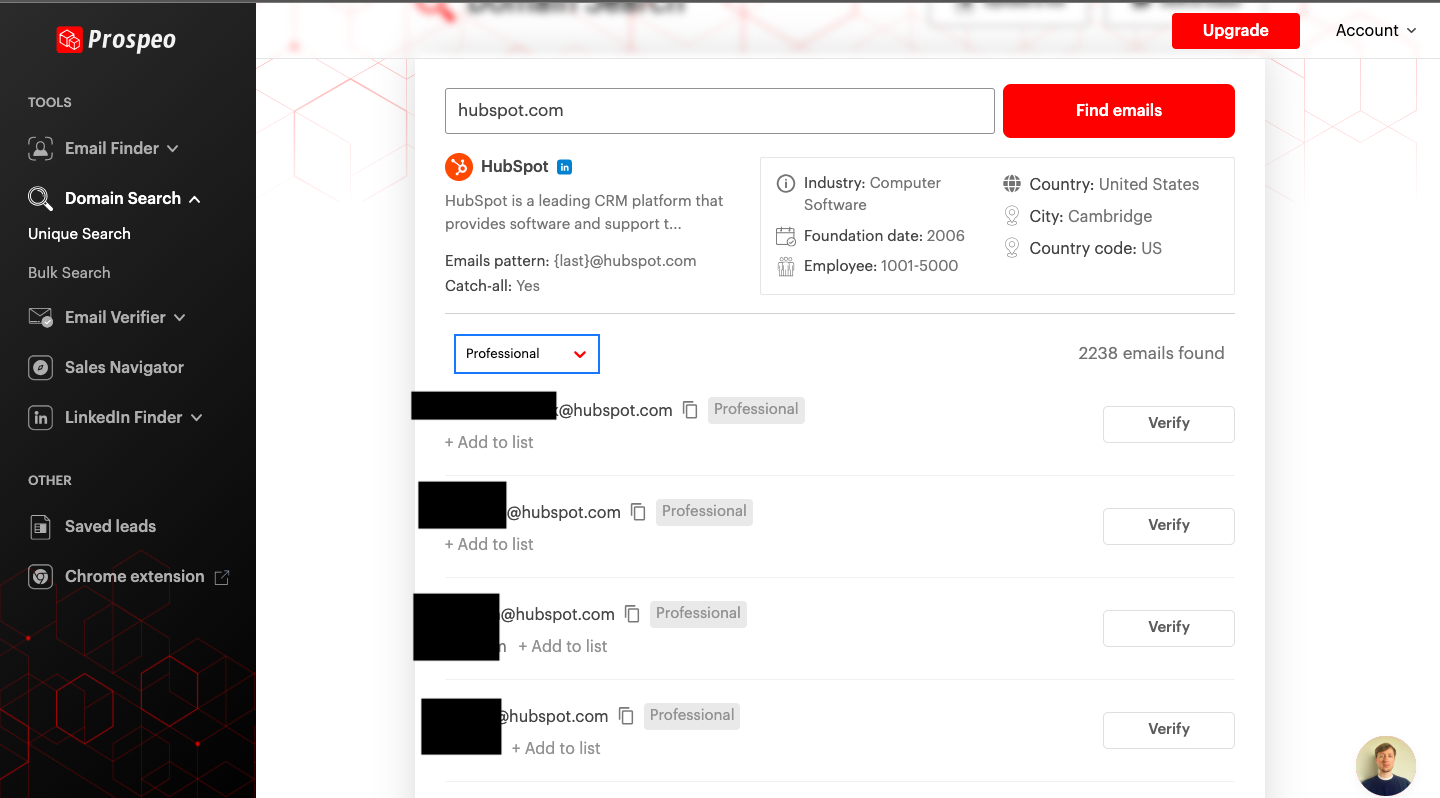 Prospeo
TOOLS
Email Finder
Domain Search
Unique Search
Bulk Search
Email Verifier
Sales Navigator
LinkedIn Finder
OTHER
Saved leads
Chrome extension
Domain Search
Upgrade
Account
hubspot.com
Find emails
HubSpot in
HubSpot is a leading CRM platform that
provides software and support t...
Emails pattern: {last}@hubspot.com
Catch-all: Yes
Industry: Computer
Software
Foundation date: 2006
Employee: 1001-5000
Country: United States
City: Cambridge
Country code: US
Professional
2238 emails found
@hubspot.com Professional
+ Add to list
Verify
@hubspot.com Professional
+ Add to list
Verify
@hubspot.com Professional
+ Add to list
Verify
@hubspot.com Professional
+ Add to list
Verify